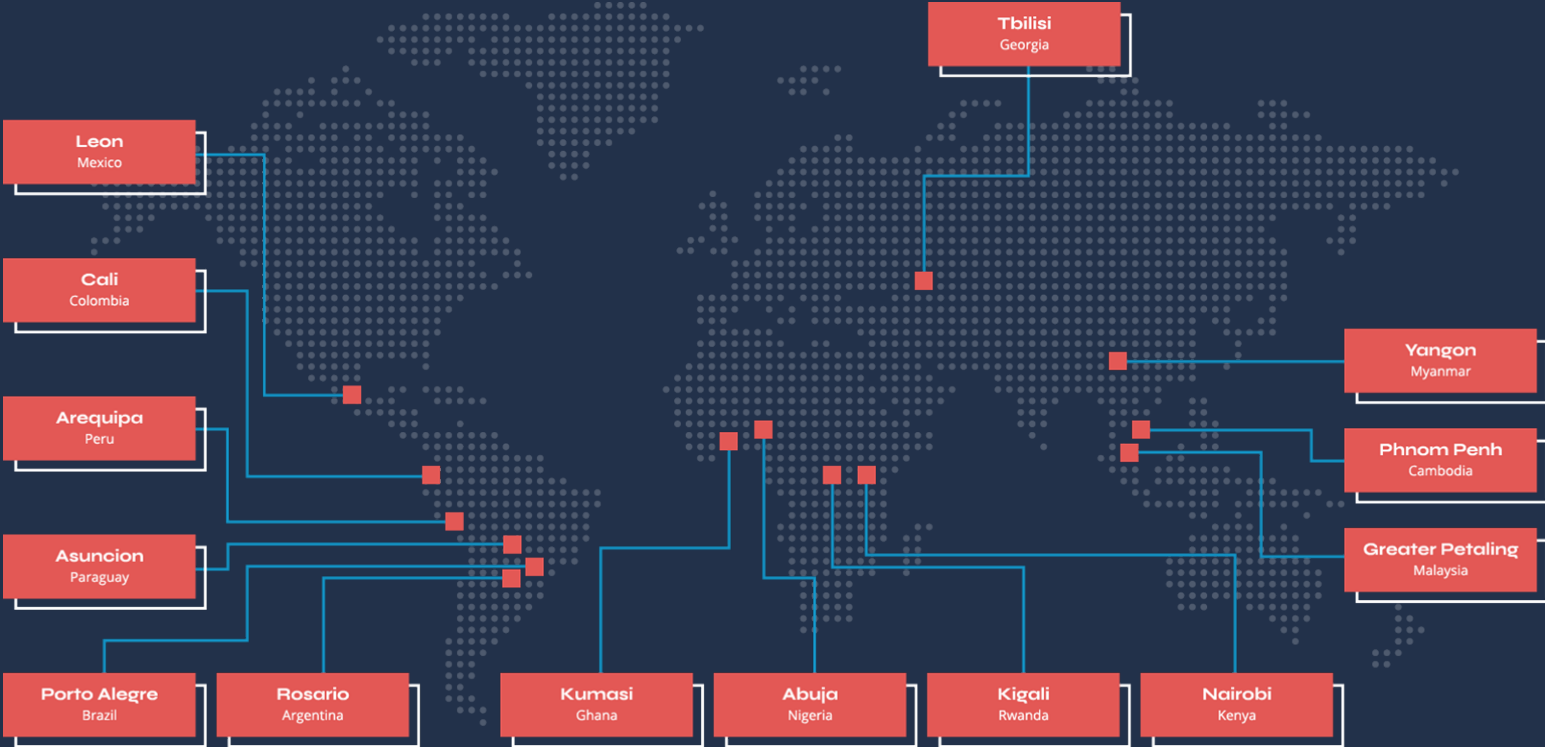 Tbilisi
Georgia
Leon
Mexico
Cali
Colombia
Yangon
Myanmar
Arequipa
Peru
Phnom Penh
Cambodia
Asuncion
Paraguay
Greater Petaling
Malaysia
Porto Alegre
Brazil
Rosario
Argentina
Kumasi
Ghana
Abuja
Nigeria
Kigali
Rwanda
Nairobi
Kenya